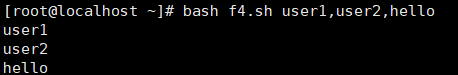 [root@localhost ~]# bash f4.sh user1,user2,hello
user1
user2
hello